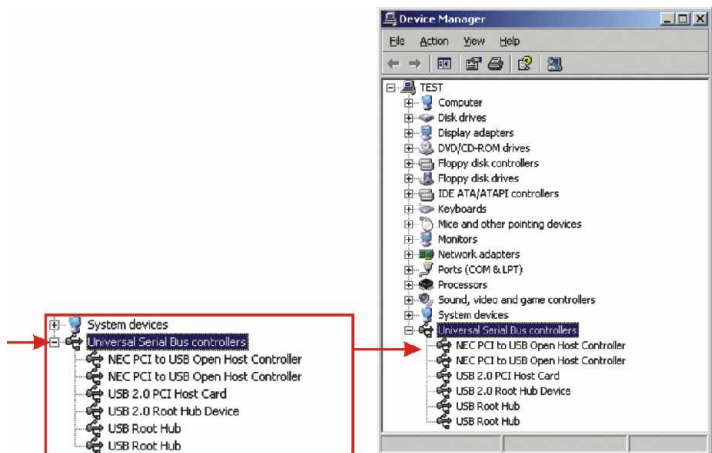 System devices
Universal Serial Bus controllers
NEC PCI to USB Open Host Controller
NEC PCI to USB Open Host Controller
USB 2.0 PCI Host Card
USB 2.0 Root Hub Device
USB Root Hub
USB Root Hub
Device Manager
File Action View Help
TEST
Computer
Disk drives
Display adapters
DVD/CD-ROM drives
Floppy disk controllers
Floppy disk drives
IDE ATA/ATAPI controllers
Keyboards
Mice and other pointing devices
Monitors
Network adapters
Ports (COM & LPT)
Processors
Sound, video and game controllers
System devices
Universal Serial Bus controllers
NEC PCI to USB Open Host Controller
NEC PCI to USB Open Host Controller
USB 2.0 PCI Host Card
USB 2.0 Root Hub Device
USB Root Hub
USB Root Hub